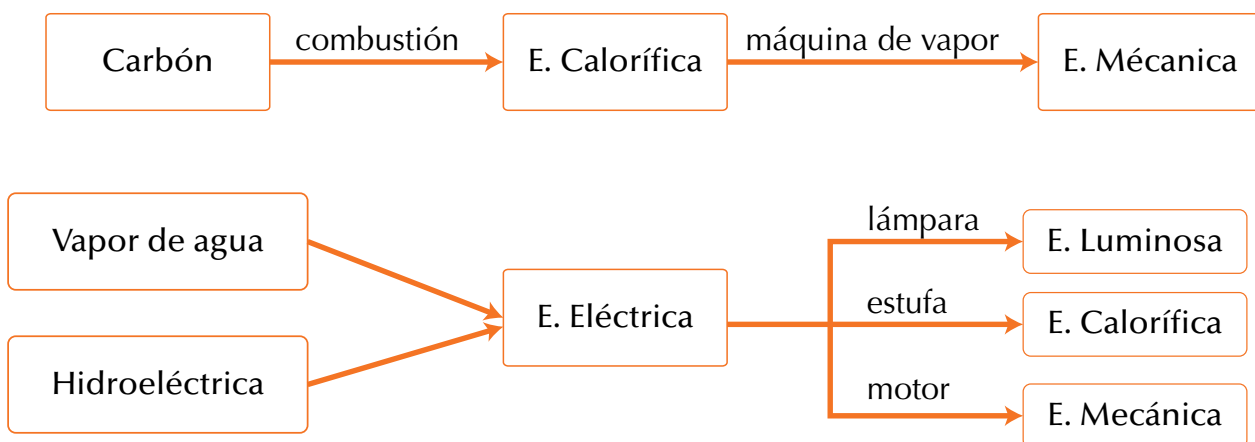 Carbón
combustión
E. Calorífica
máquina de vapor
E. Mécanica
Vapor de agua
Hidroeléctrica
E. Eléctrica
lámpara
E. Luminosa
estufa
E. Calorífica
motor
E. Mecánica